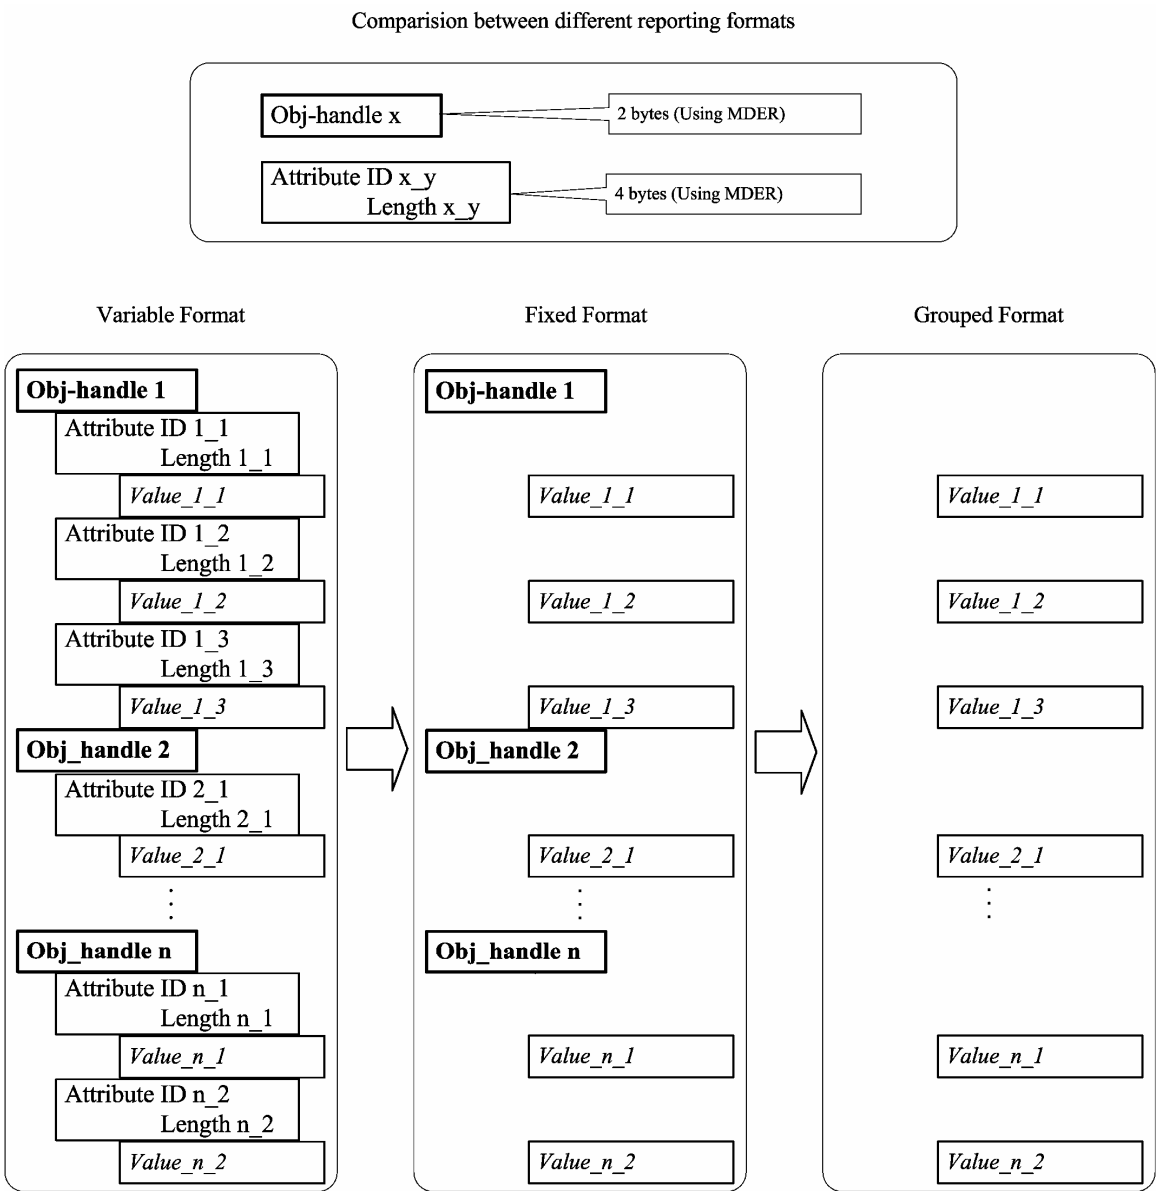 Comparision between different reporting formats
Obj-handle x
2 bytes (Using MDER)
Attribute ID x_y
Length x_y
4 bytes (Using MDER)
Variable Format
Obj-handle 1
Attribute ID 1_1
Length 1_1
Value_1_1
Attribute ID 1_2
Length 1_2
Value_1_2
Attribute ID 1_3
Length 1_3
Value_1_3
Obj_handle 2
Attribute ID 2_1
Length 2_1
Value_2_1
Obj_handle n
Attribute ID n_1
Length n_1
Value_n_1
Attribute ID n_2
Length n_2
Value_n_2
Fixed Format
Obj-handle 1
Value_1_1
Value_1_2
Value_1_3
Obj_handle 2
Value_2_1
Obj_handle n
Value_n_1
Value_n_2
Grouped Format
Value_1_1
Value_1_2
Value_1_3
Value_2_1
Value_n_1
Value_n_2